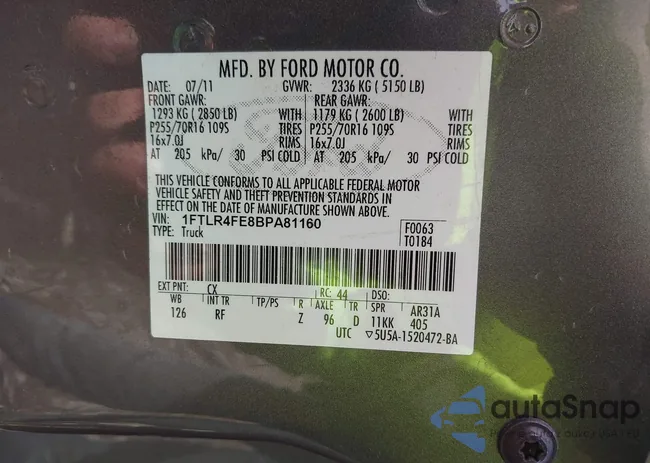 MFD. BY FORD MOTOR CO.
DATE: 07/11 GVWR: 2336 KG ( 5150 LB)
FRONT GAWR: REAR GAWR:
1293 KG ( 2850 LB) WITH 1179 KG ( 2600 LB) WITH
P255/70R16 109S TIRES P255/70R16 109S TIRES
16x7.0J RIMS 16x7.0J RIMS
AT 205 kPa/ 30 PSI COLD AT 205 kPa/ 30 PSI COLD
THIS VEHICLE CONFORMS TO ALL APPLICABLE FEDERAL MOTOR
VEHICLE SAFETY AND THEFT PREVENTION STANDARDS IN
EFFECT ON THE DATE OF MANUFACTURE SHOWN ABOVE.
VIN: 1FTLR4FE8BPA81160 F0063
TYPE: Truck T0184
EXT PNT: CX RC: 44 DSO:
WB INT TR TP/PS R AXLE TR SPR AR31A
126 RF Z 96 D 11KK 405
UTC ▽5U5A-1520472-BA
autoSnap